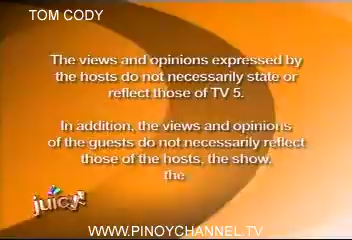 TOM CODY
The views and opinions expressed by
the hosts do not necessarily state or
reflect those of TV 5.
In addition, the views and opinions
of the guests do not necessarily reflect
those of the hosts, the show.
the
juicy!
WWW.PINOYCHANNEL.TV